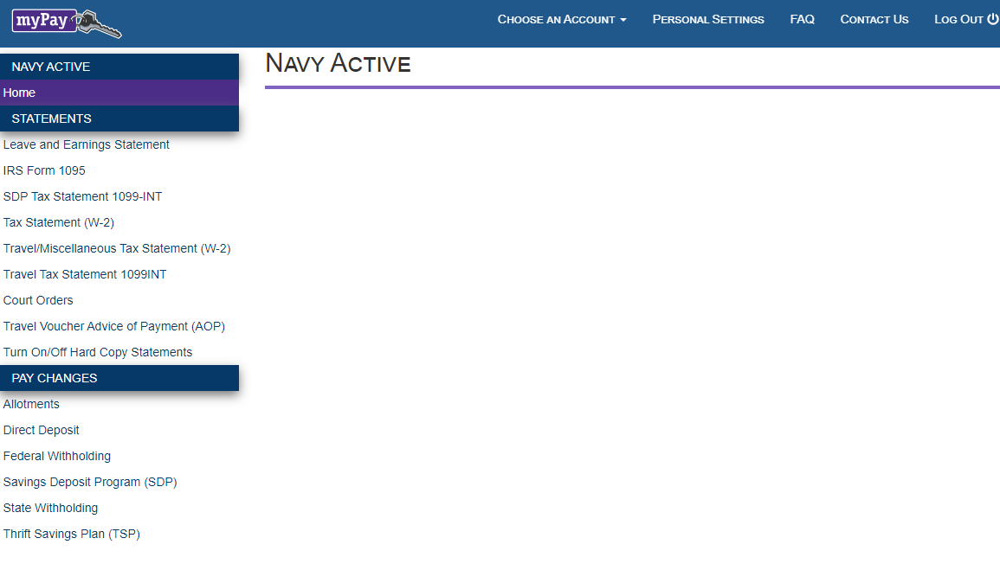 myPay
Choose an Account
Personal Settings
FAQ
Contact Us
Log Out
NAVY ACTIVE
Home
STATEMENTS
Leave and Earnings Statement
IRS Form 1095
SDP Tax Statement 1099-INT
Tax Statement (W-2)
Travel/Miscellaneous Tax Statement (W-2)
Travel Tax Statement 1099INT
Court Orders
Travel Voucher Advice of Payment (AOP)
Turn On/Off Hard Copy Statements
PAY CHANGES
Allotments
Direct Deposit
Federal Withholding
Savings Deposit Program (SDP)
State Withholding
Thrift Savings Plan (TSP)
Navy Active